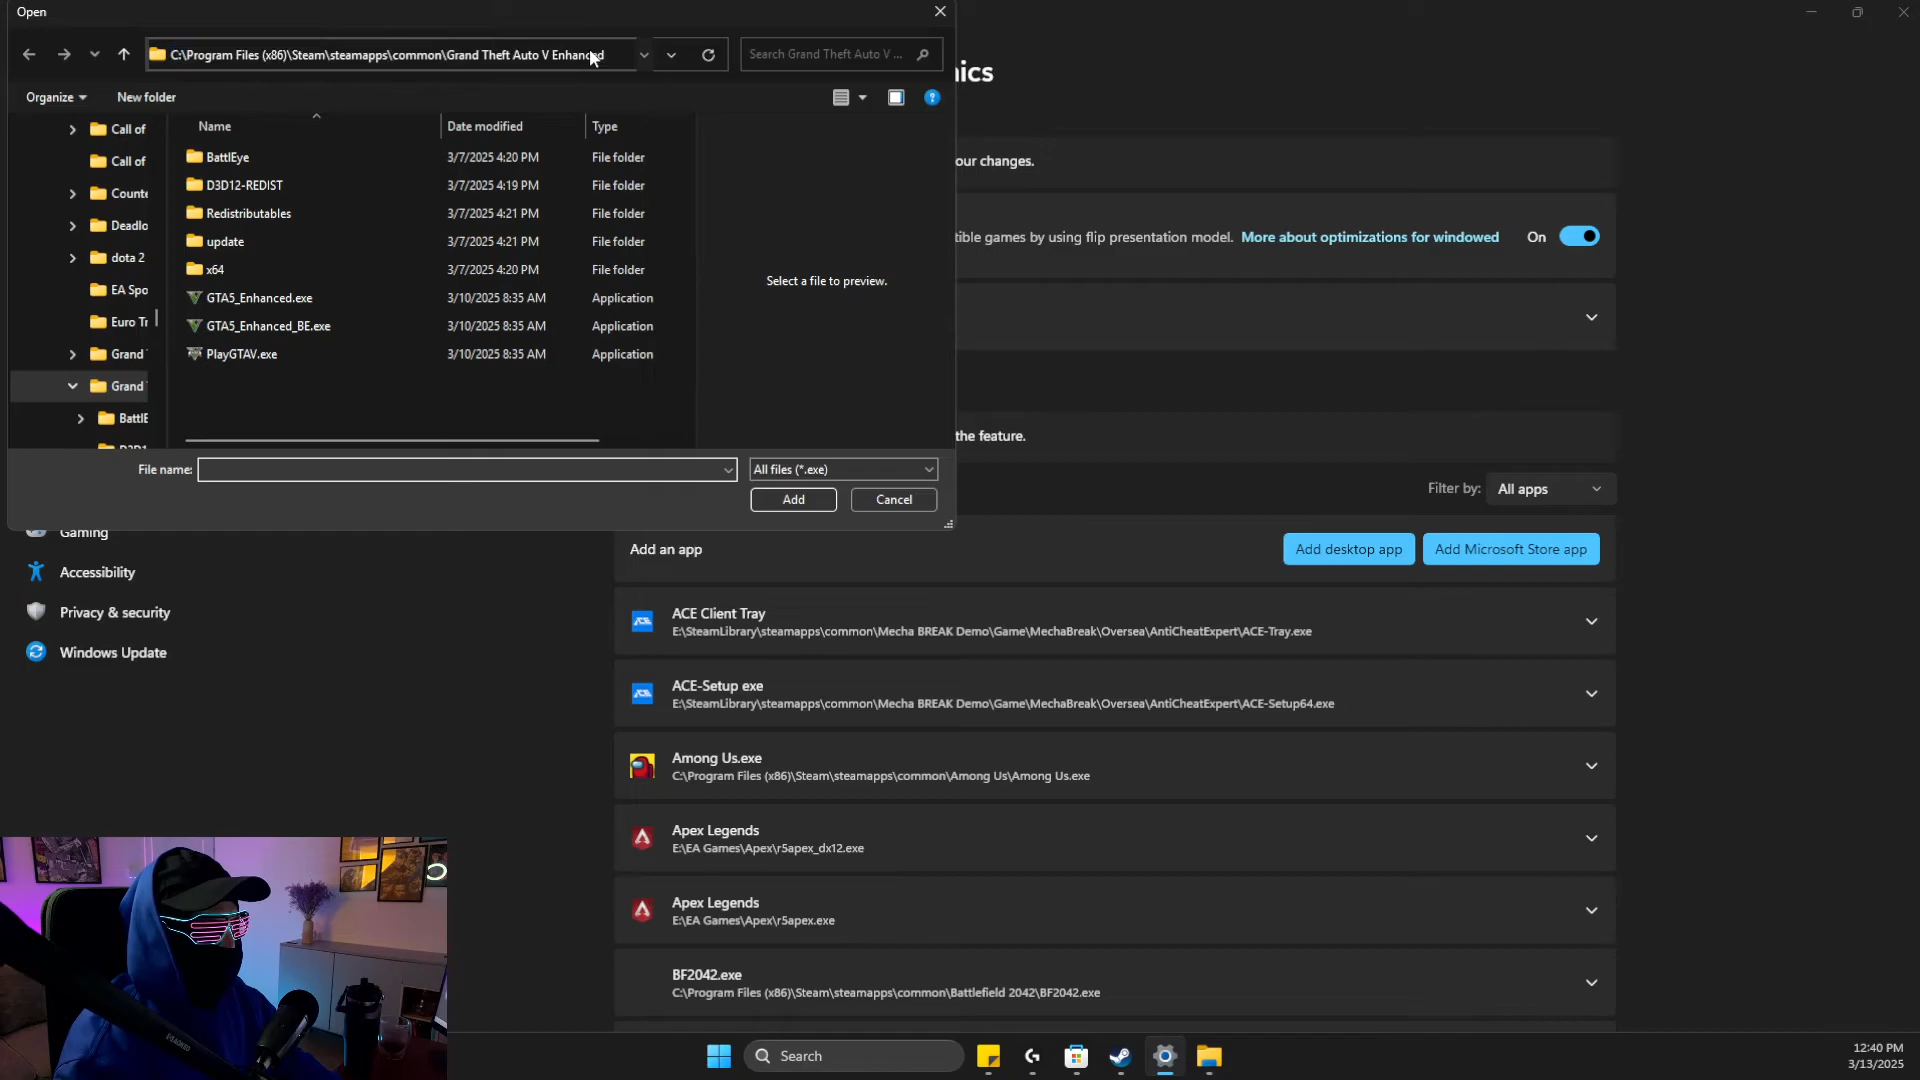 Open
C:\Program Files (x86)\Steam\steamapps\common\Grand Theft Auto V Enhanced
Search Grand Theft Auto V ...
Organize
New folder
Name
Date modified
Type
Call of
Call of
Counte
Deadlo
dota 2
EA Spo
Euro Tr
Grand
Grand
BattlE
BattlEye 3/7/2025 4:20 PM File folder
D3D12-REDIST 3/7/2025 4:19 PM File folder
Redistributables 3/7/2025 4:21 PM File folder
update 3/7/2025 4:21 PM File folder
x64 3/7/2025 4:20 PM File folder
GTA5_Enhanced.exe 3/10/2025 8:35 AM Application
GTA5_Enhanced_BE.exe 3/10/2025 8:35 AM Application
PlayGTAV.exe 3/10/2025 8:35 AM Application
Select a file to preview.
File name:
All files (*.exe)
Add
Cancel
ics
our changes.
tible games by using flip presentation model. More about optimizations for windowed
On
the feature.
Filter by:
All apps
Gaming
Accessibility
Privacy & security
Windows Update
Add an app
Add desktop app
Add Microsoft Store app
ACE Client Tray
E:\SteamLibrary\steamapps\common\Mecha BREAK Demo\Game\MechaBreak\Oversea\AntiCheatExpert\ACE-Tray.exe
ACE-Setup exe
E:\SteamLibrary\steamapps\common\Mecha BREAK Demo\Game\MechaBreak\Oversea\AntiCheatExpert\ACE-Setup64.exe
Among Us.exe
C:\Program Files (x86)\Steam\steamapps\common\Among Us\Among Us.exe
Apex Legends
E:\EA Games\Apex\r5apex_dx12.exe
Apex Legends
E:\EA Games\Apex\r5apex.exe
BF2042.exe
C:\Program Files (x86)\Steam\steamapps\common\Battlefield 2042\BF2042.exe
Search
12:40 PM
3/13/2025